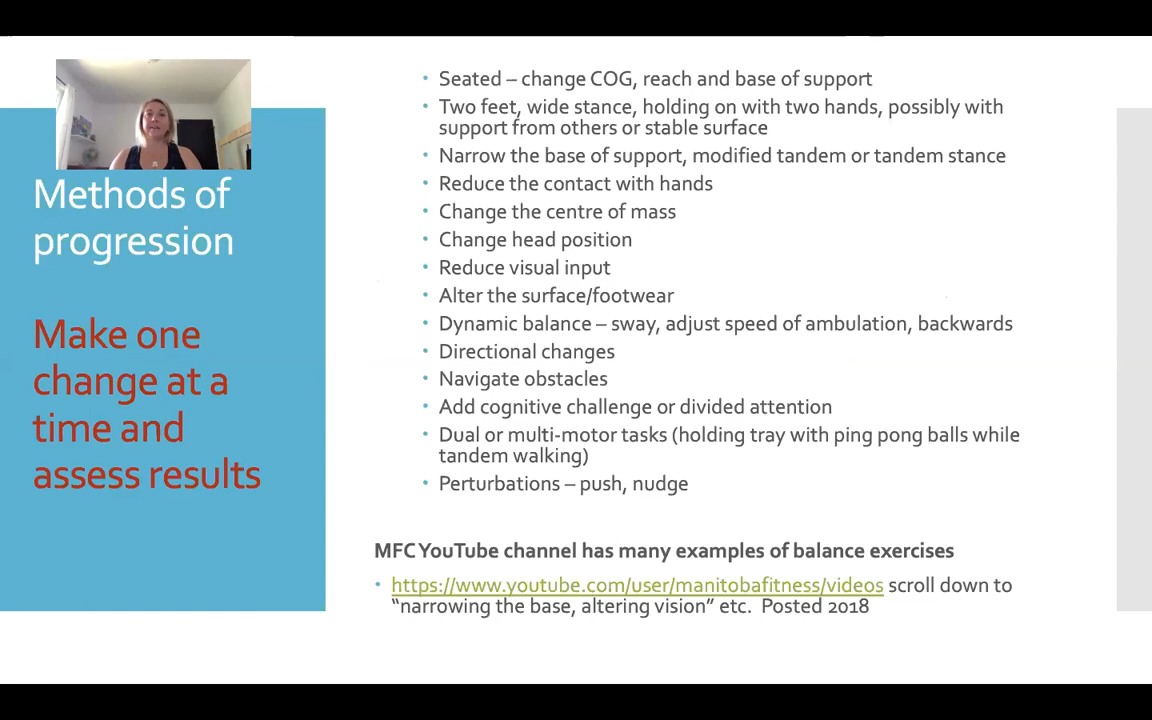 Methods of
progression
Make one
change at a
time and
assess results
• Seated – change COG, reach and base of support
• Two feet, wide stance, holding on with two hands, possibly with
support from others or stable surface
• Narrow the base of support, modified tandem or tandem stance
• Reduce the contact with hands
• Change the centre of mass
• Change head position
• Reduce visual input
• Alter the surface/footwear
• Dynamic balance – sway, adjust speed of ambulation, backwards
• Directional changes
• Navigate obstacles
• Add cognitive challenge or divided attention
• Dual or multi-motor tasks (holding tray with ping pong balls while
tandem walking)
• Perturbations – push, nudge
MFC YouTube channel has many examples of balance exercises
• https://www.youtube.com/user/manitobafitness/videos scroll down to
“narrowing the base, altering vision” etc. Posted 2018